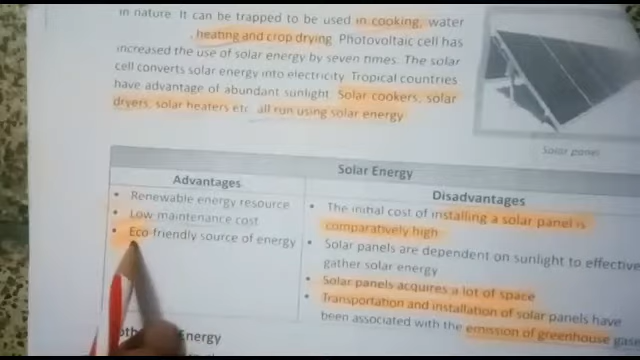 in nature. It can be trapped to be used in cooking, water
heating and crop drying. Photovoltaic cell has
increased the use of solar energy by seven times. The solar
cell converts solar energy into electricity. Tropical countries
have advantage of abundant sunlight. Solar cookers, solar
dryers, solar heaters etc. all run using solar energy
Solar panel
Solar Energy
Advantages
• Renewable energy resource
• Low maintenance cost
• Eco-friendly source of energy
Disadvantages
• The initial cost of installing a solar panel is
comparatively high
• Solar panels are dependent on sunlight to effective
gather solar energy
• Solar panels acquires a lot of space
• Transportation and installation of solar panels have
been associated with the emission of greenhouse gase
Energy